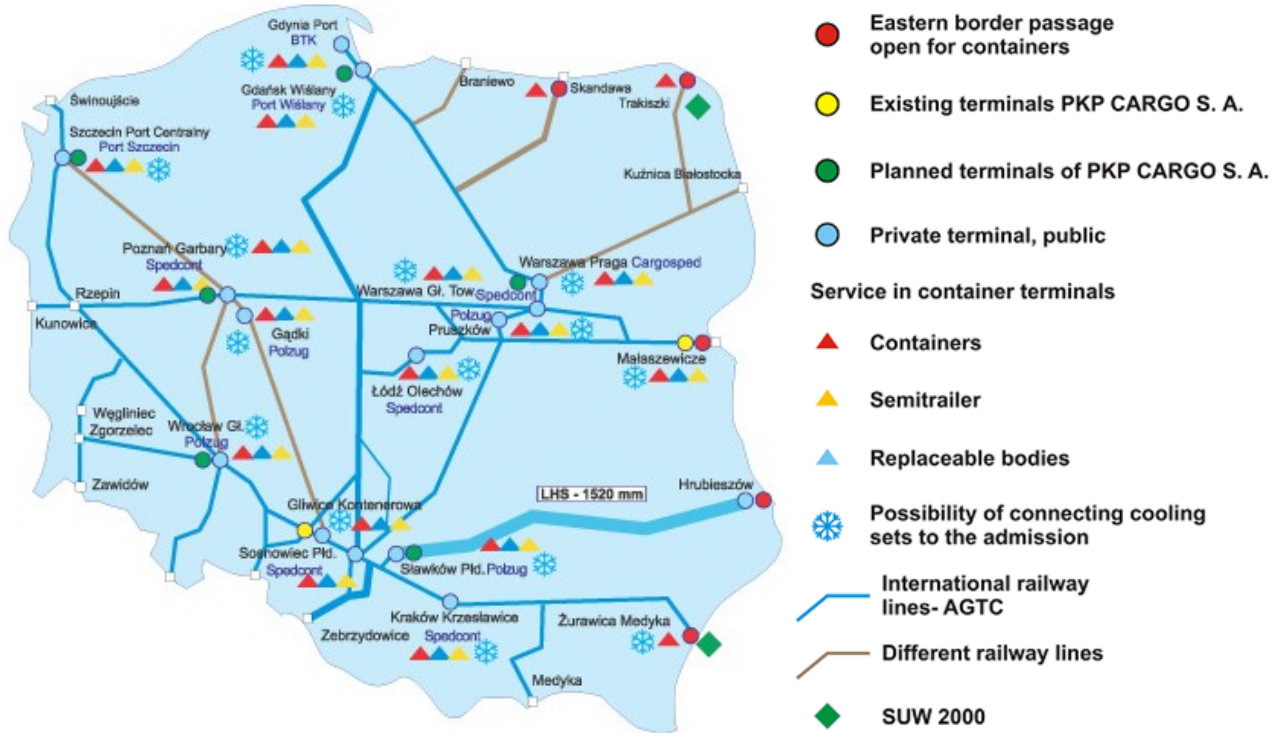 Gdynia Port
BTK
Gdańsk Wiślany
Port Wiślany
Braniewo
Skandawa
Trakiszki
Świnoujście
Szczecin Port Centralny
Port Szczecin
Kuźnica Białostocka
Poznań Garbary
Spedcont
Warszawa Praga Cargosped
Warszawa Gł. Tow.
Spedcont
Rzepin
Kunowice
Gądki
Polzug
Polzug
Pruszków
Małaszewicze
Łódź Olechów
Spedcont
Węgliniec
Zgorzelec
Wrocław Gł.
Polzug
Zawidów
Hrubieszów
LHS - 1520 mm
Gliwice Kontenerowa
Sosnowiec Płd.
Spedcont
Sławków Płd. Polzug
Kraków Krzesławice
Spedcont
Zebrzydowice
Żurawica Medyka
Medyka
Eastern border passage
open for containers
Existing terminals PKP CARGO S. A.
Planned terminals of PKP CARGO S. A.
Private terminal, public
Service in container terminals
Containers
Semitrailer
Replaceable bodies
Possibility of connecting cooling
sets to the admission
International railway
lines- AGTC
Different railway lines
SUW 2000